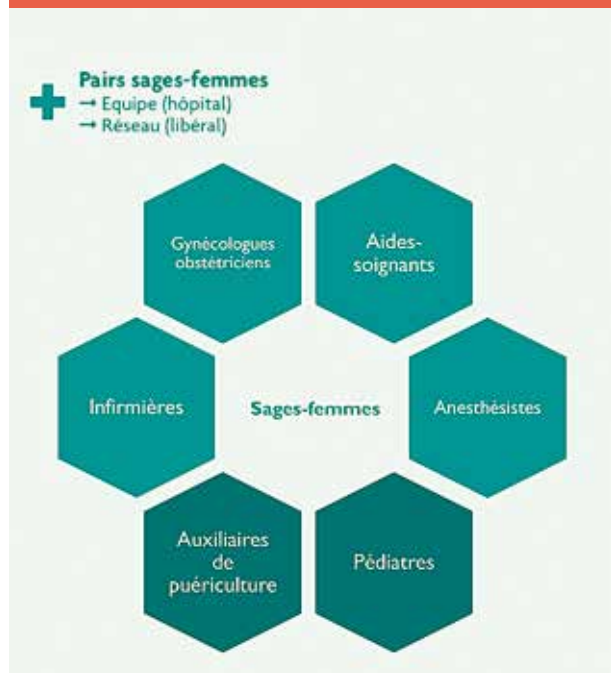 Pairs sages-femmes
→ Equipe (hôpital)
→ Réseau (libéral)
Gynécologues
obstétriciens
Aides-
soignants
Infirmières
Sages-femmes
Anesthésistes
Auxiliaires
de
puériculture
Pédiatres